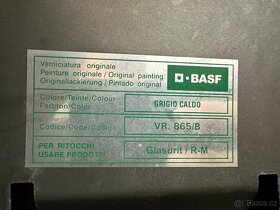 Verniciatura originale
Peinture originale / Original painting
Originallackierung / Pintado original
BASF
Colore/Teinte/Colour
Farbton/Color
GRIGIO CALDO
Codice/Code/Código
VR. 865/B
PER RITOCCHI
USARE PRODOTTI
Glasurit / R-M
Bazos.cz